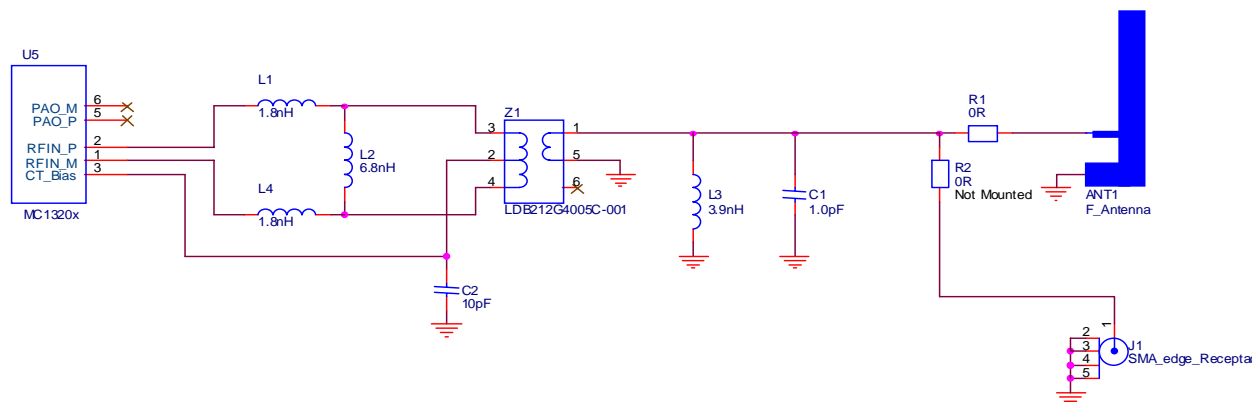 U5
PAO_M 6
PAO_P 5
RFIN_P 2
RFIN_M 1
CT_Bias 3
MC1320x
L1
1.8nH
L2
6.8nH
L4
1.8nH
C2
10pF
Z1
3 1
2 5
4 6
LDB212G4005C-001
L3
3.9nH
C1
1.0pF
R1
0R
R2
0R
Not Mounted
ANT1
F_Antenna
1
2
3
4
5
J1
SMA_edge_Receptac